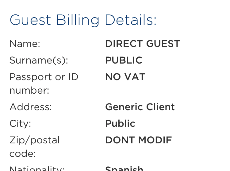 Guest Billing Details:
Name: DIRECT GUEST
Surname(s): PUBLIC
Passport or ID NO VAT
number:
Address: Generic Client
City: Public
Zip/postal DONT MODIF
code:
Nationality: Spanish